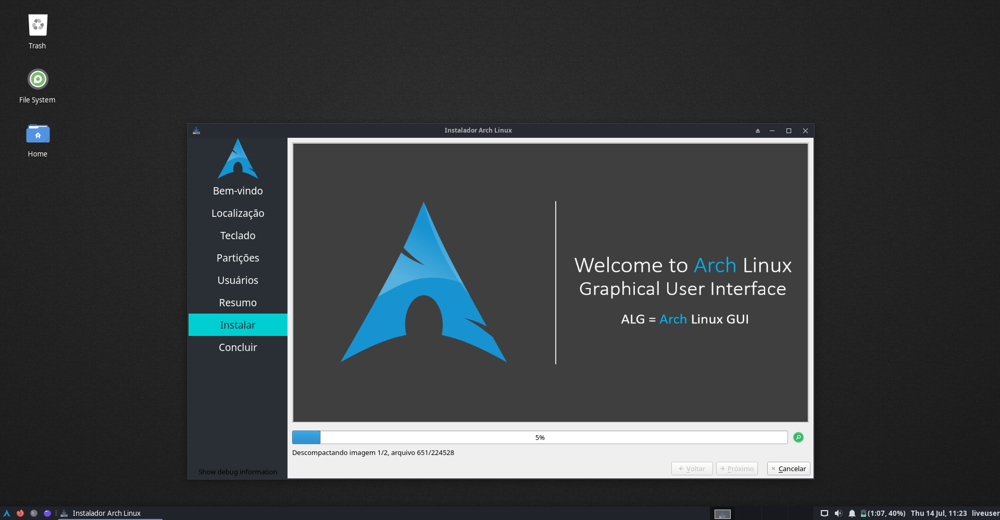 Trash
File System
Home
Instalador Arch Linux
Bem-vindo
Localização
Teclado
Partições
Usuários
Resumo
Instalar
Concluir
Show debug information
Welcome to Arch Linux
Graphical User Interface
ALG = Arch Linux GUI
5%
Descompactando imagem 1/2, arquivo 651/224528
Voltar
Próximo
Cancelar
Instalador Arch Linux
(1:07, 40%) Thu 14 Jul, 11:23 liveuser